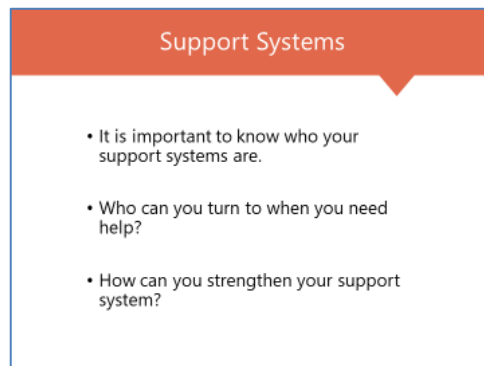 Support Systems
• It is important to know who your
support systems are.
• Who can you turn to when you need
help?
• How can you strengthen your support
system?